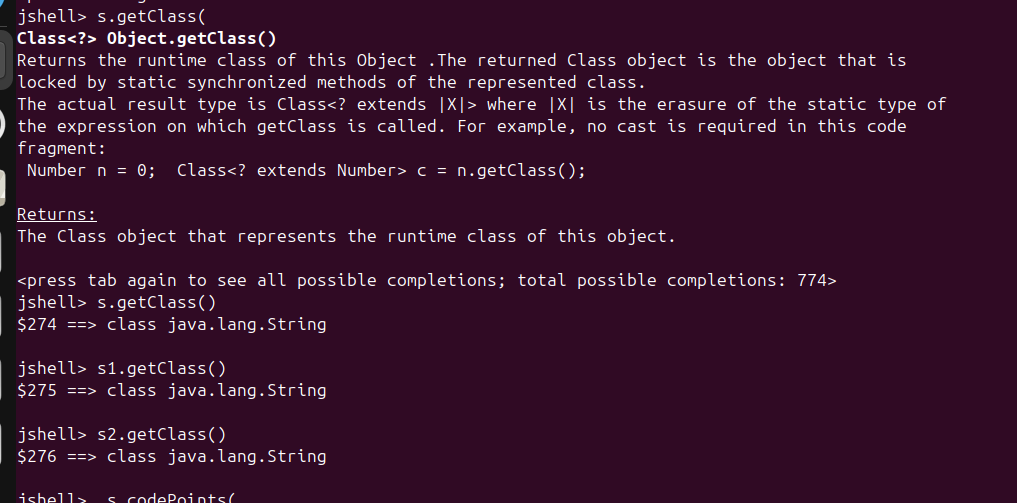 jshell> s.getClass(
Class<?> Object.getClass()
Returns the runtime class of this Object .The returned Class object is the object that is
locked by static synchronized methods of the represented class.
The actual result type is Class<? extends |X|> where |X| is the erasure of the static type of
the expression on which getClass is called. For example, no cast is required in this code
fragment:
 Number n = 0;  Class<? extends Number> c = n.getClass();
Returns:
The Class object that represents the runtime class of this object.
<press tab again to see all possible completions; total possible completions: 774>
jshell> s.getClass()
$274 ==> class java.lang.String
jshell> s1.getClass()
$275 ==> class java.lang.String
jshell> s2.getClass()
$276 ==> class java.lang.String
jshell>  s.codePoints(